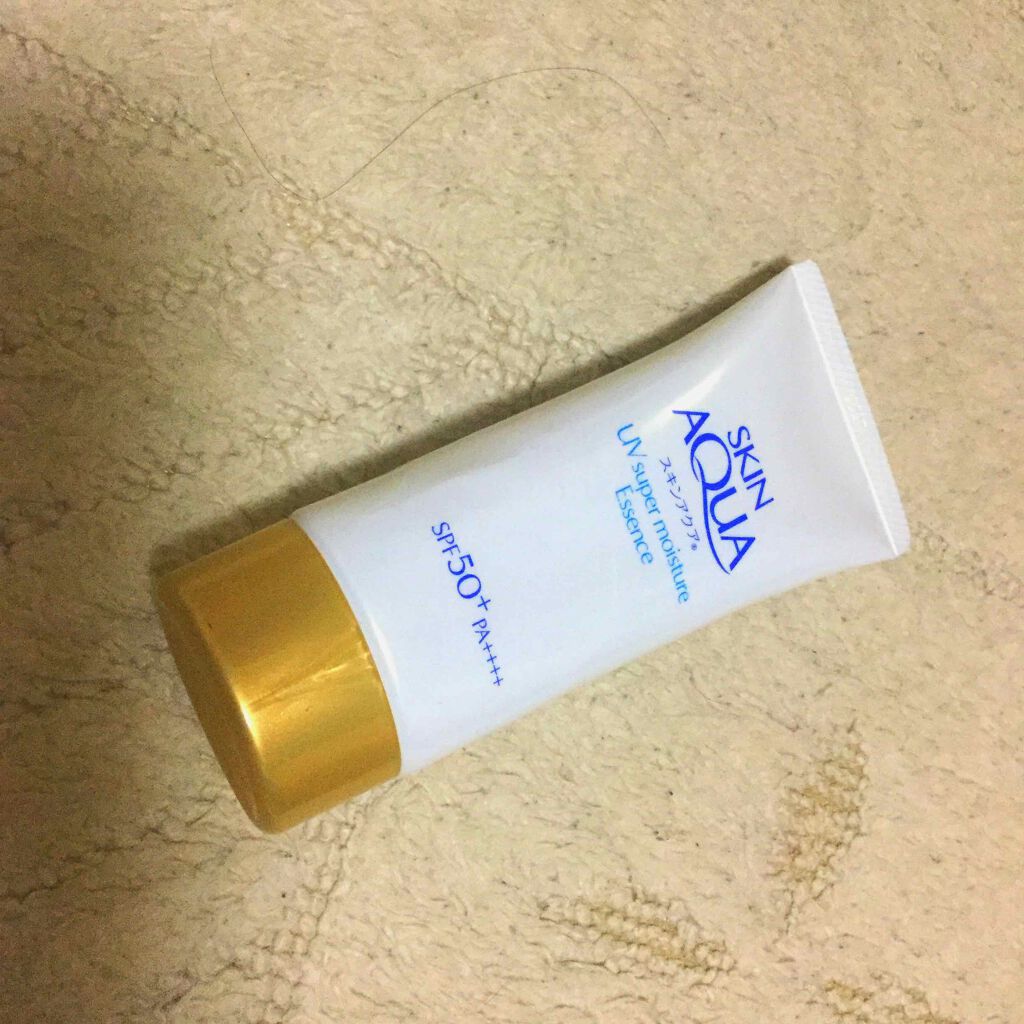 SKIN
AQUA
スキンアクア®
UV super moisture
Essence
SPF50+ PA++++